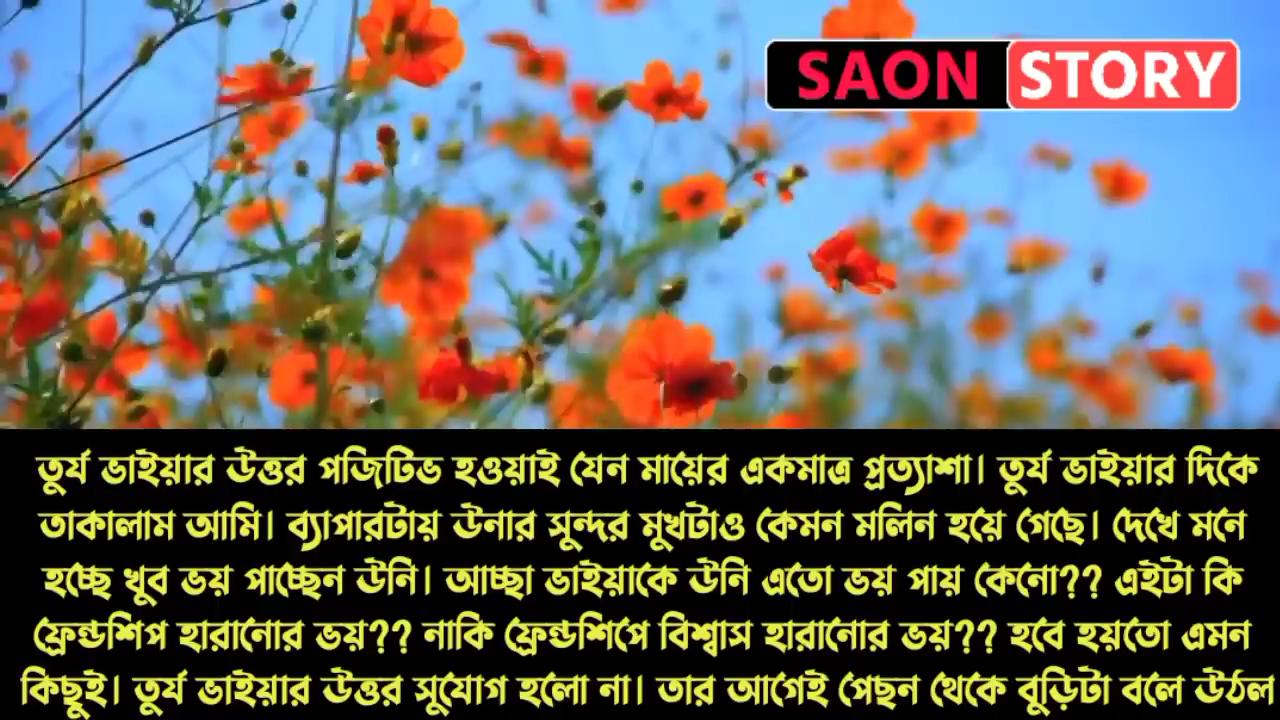 SAON STORY
তুর্য ভাইয়ার উত্তর পজিটিভ হওয়াই যেন মায়ের একমাত্র প্রত্যাশা। তুর্য ভাইয়ার দিকে
তাকালাম আমি। ব্যাপারটায় উনার সুন্দর মুখটাও কেমন মলিন হয়ে গেছে। দেখে মনে
হচ্ছে খুব ভয় পাচ্ছেন উনি। আচ্ছা ভাইয়াকে উনি এতো ভয় পায় কেনো?? এইটা কি
ফ্রেন্ডশিপ হারানোর ভয়?? নাকি ফ্রেন্ডশিপে বিশ্বাস হারানোর ভয়?? হবে হয়তো এমন
কিছুই। তুর্য ভাইয়ার উত্তর সুযোগ হলো না। তার আগেই পেছন থেকে বুড়িটা বলে উঠল